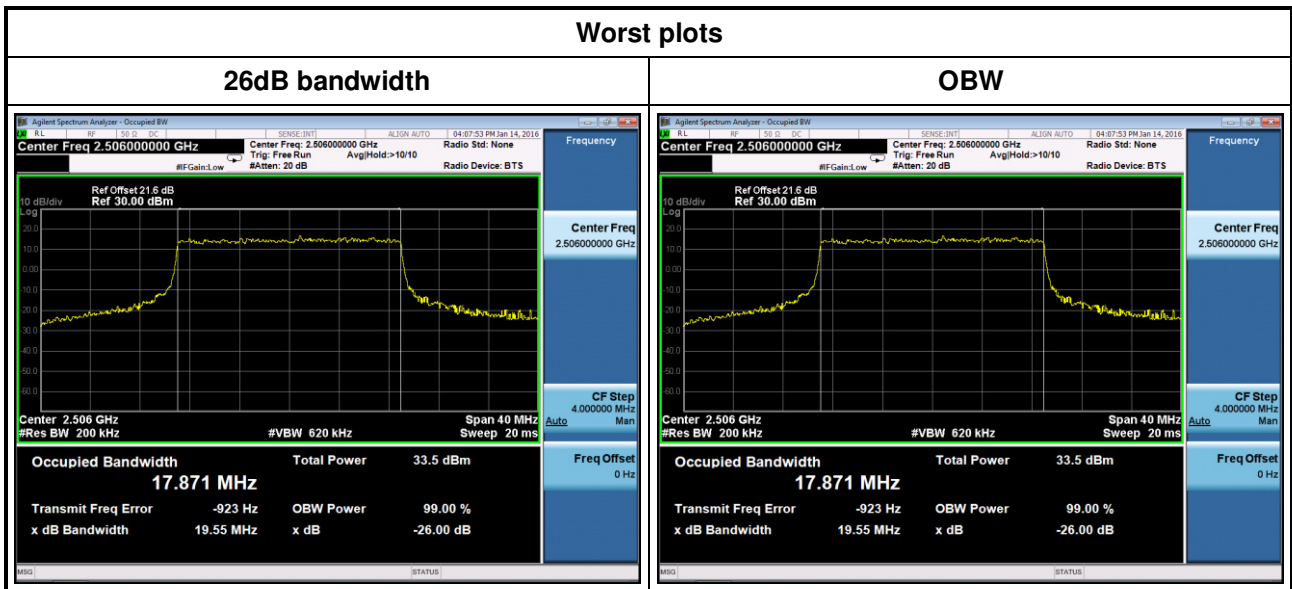 Worst plots
26dB bandwidth
OBW
Agilent Spectrum Analyzer - Occupied BW
RL RF 50 Ω DC SENSE:INT ALIGN AUTO 04:07:53 PM Jan 14, 2016
Center Freq 2.506000000 GHz
Center Freq: 2.506000000 GHz
Radio Std: None
Trig: Free Run Avg|Hold:>10/10
#IFGain:Low
#Atten: 20 dB
Radio Device: BTS
Frequency
Ref Offset 21.6 dB
10 dB/div Ref 30.00 dBm
Log
20.0
10.0
0.00
-10.0
-20.0
-30.0
-40.0
-50.0
-60.0
Center Freq
2.506000000 GHz
CF Step
4.000000 MHz
Auto Man
Freq Offset
0 Hz
Center 2.506 GHz Span 40 MHz
#Res BW 200 kHz #VBW 620 kHz Sweep 20 ms
Occupied Bandwidth Total Power 33.5 dBm
17.871 MHz
Transmit Freq Error -923 Hz OBW Power 99.00 %
x dB Bandwidth 19.55 MHz x dB -26.00 dB
MSG STATUS
Agilent Spectrum Analyzer - Occupied BW
RL RF 50 Ω DC SENSE:INT ALIGN AUTO 04:07:53 PM Jan 14, 2016
Center Freq 2.506000000 GHz
Center Freq: 2.506000000 GHz
Radio Std: None
Trig: Free Run Avg|Hold:>10/10
#IFGain:Low
#Atten: 20 dB
Radio Device: BTS
Frequency
Ref Offset 21.6 dB
10 dB/div Ref 30.00 dBm
Log
20.0
10.0
0.00
-10.0
-20.0
-30.0
-40.0
-50.0
-60.0
Center Freq
2.506000000 GHz
CF Step
4.000000 MHz
Auto Man
Freq Offset
0 Hz
Center 2.506 GHz Span 40 MHz
#Res BW 200 kHz #VBW 620 kHz Sweep 20 ms
Occupied Bandwidth Total Power 33.5 dBm
17.871 MHz
Transmit Freq Error -923 Hz OBW Power 99.00 %
x dB Bandwidth 19.55 MHz x dB -26.00 dB
MSG STATUS